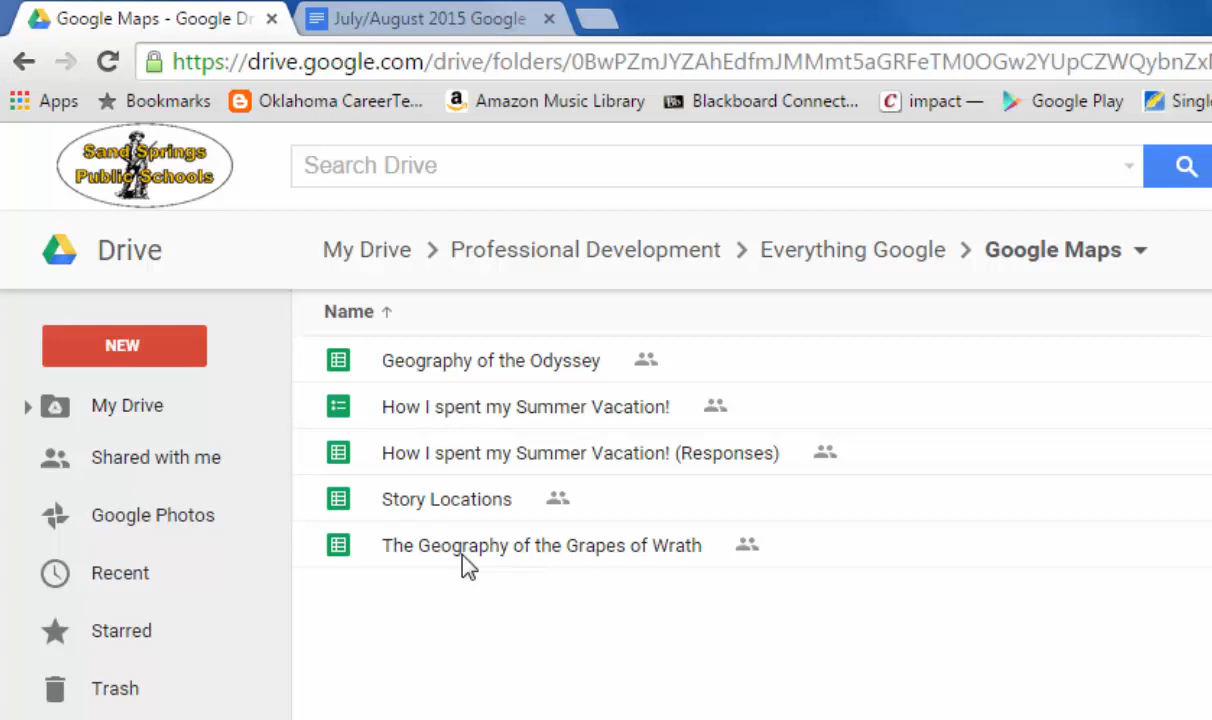 Google Maps - Google Dr
July/August 2015 Google
https://drive.google.com/drive/folders/0BwPZmJYZAhEdfmJMMmt5aGRFeTM0OGw2YUpCZWQybnZxM
Apps Bookmarks Oklahoma CareerTe... Amazon Music Library Blackboard Connect... impact — Google Play Singl
Sand Springs
Public Schools
Search Drive
Drive
My Drive > Professional Development > Everything Google > Google Maps
Name ↑
NEW
Geography of the Odyssey
My Drive
How I spent my Summer Vacation!
Shared with me
How I spent my Summer Vacation! (Responses)
Google Photos
Story Locations
Recent
The Geography of the Grapes of Wrath
Starred
Trash